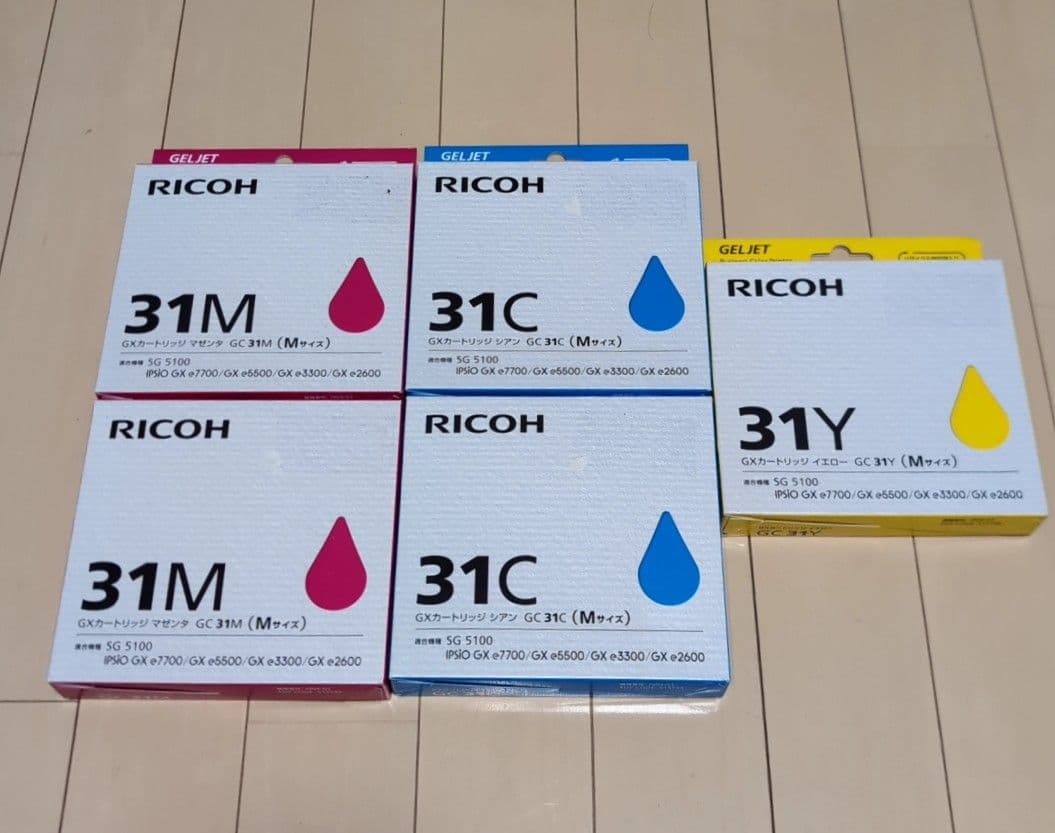 GELJET
RICOH
31M
GXカートリッジ マゼンタ GC 31M (Mサイズ)
適合機種 SG 5100
IPSiO GX e7700/GX e5500/GX e3300/GX e2600
GELJET
RICOH
31C
GXカートリッジ シアン GC 31C (Mサイズ)
適合機種 SG 5100
IPSiO GX e7700/GX e5500/GX e3300/GX e2600
GELJET
RICOH
31Y
GXカートリッジ イエロー GC 31Y (Mサイズ)
適合機種 SG 5100
IPSiO GX e7700/GX e5500/GX e3300/GX e2600
GC 31Y
RICOH
31M
GXカートリッジ マゼンタ GC 31M (Mサイズ)
適合機種 SG 5100
IPSiO GX e7700/GX e5500/GX e3300/GX e2600
RICOH
31C
GXカートリッジ シアン GC 31C (Mサイズ)
適合機種 SG 5100
IPSiO GX e7700/GX e5500/GX e3300/GX e2600